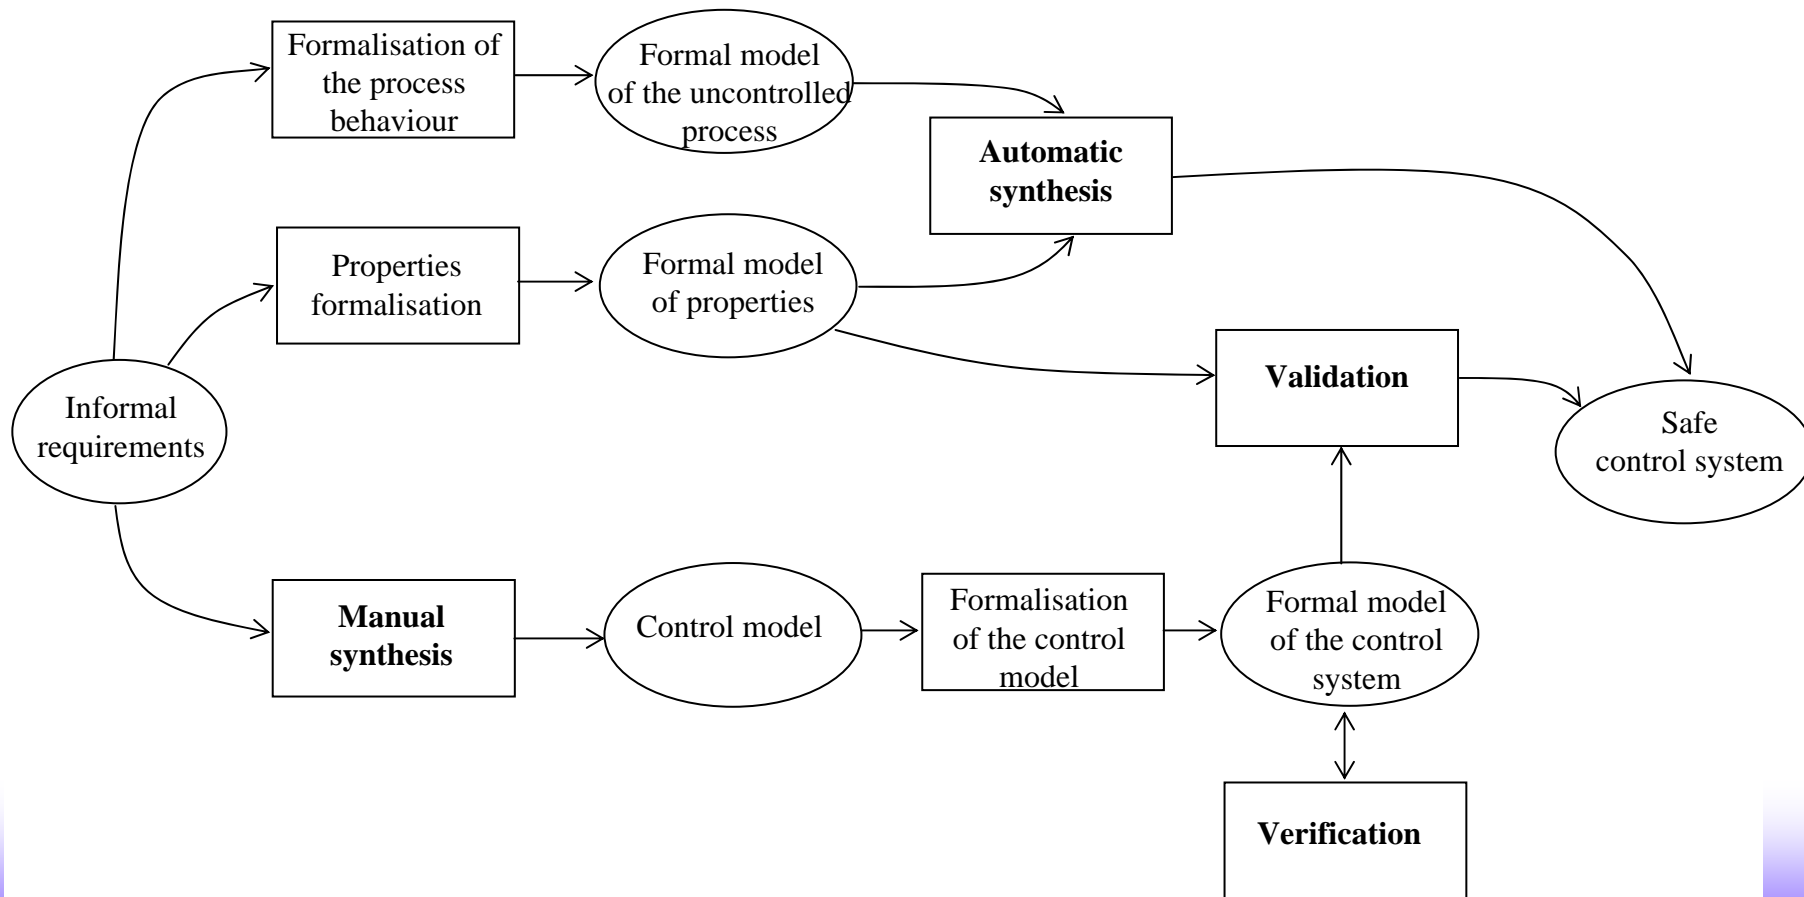 Formalisation of
the process
behaviour
Formal model
of the uncontrolled
process
Automatic
synthesis
Properties
formalisation
Formal model
of properties
Validation
Informal
requirements
Safe
control system
Manual
synthesis
Control model
Formalisation
of the control
model
Formal model
of the control
system
Verification